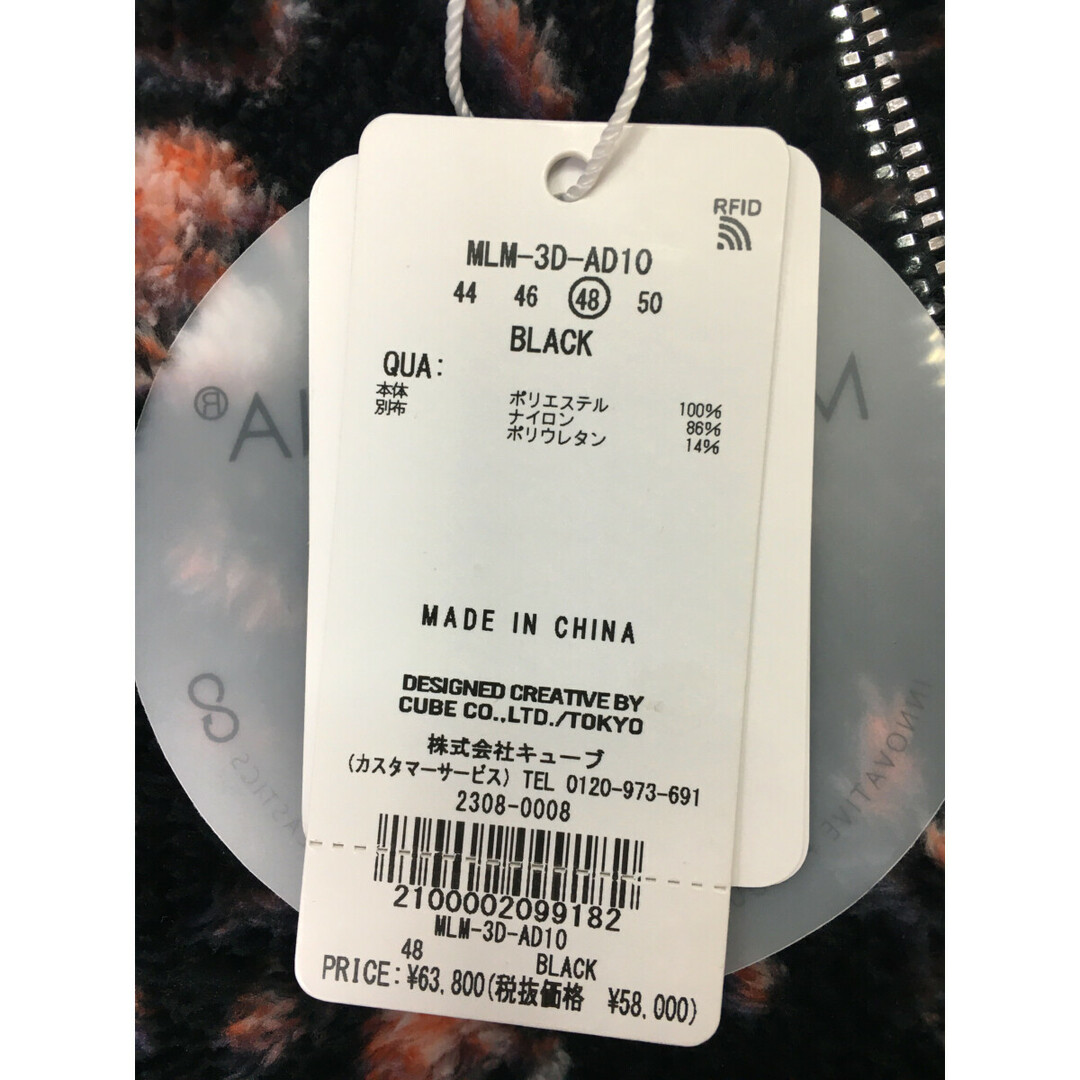 RFID
MLM-3D-AD10
44 46 48 50
BLACK
QUA:
本体 ポリエステル 100%
別布 ナイロン 86%
ポリウレタン 14%
MADE IN CHINA
DESIGNED CREATIVE BY
CUBE CO.,LTD./TOKYO
株式会社キューブ
(カスタマーサービス) TEL 0120-973-691
2308-0008
2100002099182
MLM-3D-AD10
48 BLACK
PRICE:¥63,800(税抜価格 ¥58,000)
INNOVATIVE